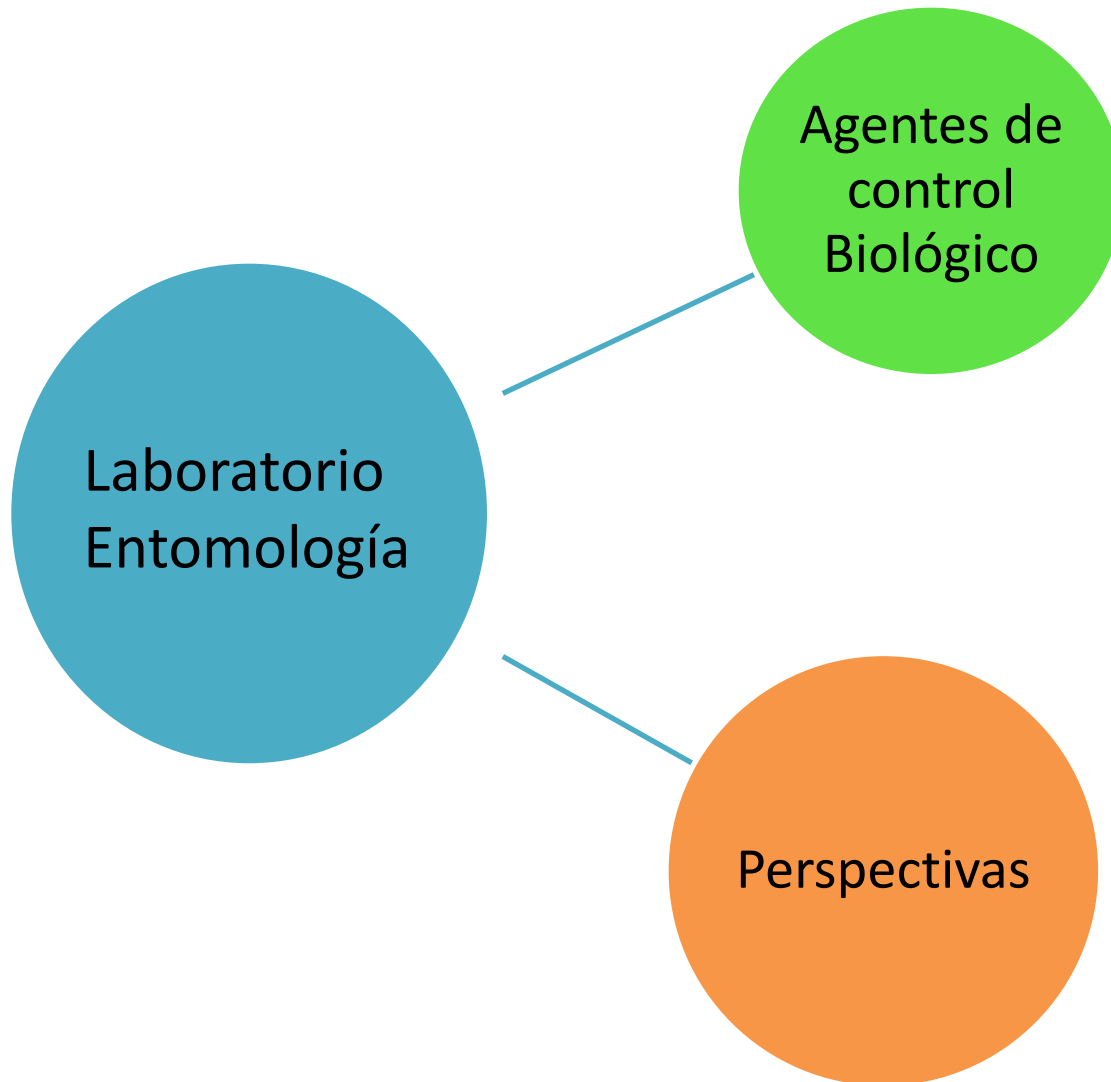 Agentes de
control
Biológico
Laboratorio
Entomología
Perspectivas